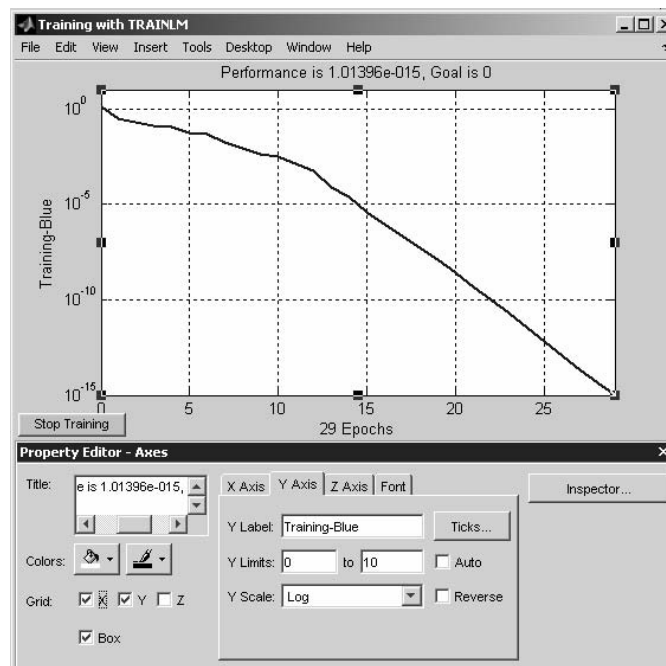 Training with TRAINLM
File Edit View Insert Tools Desktop Window Help
Performance is 1.01396e-015, Goal is 0
10^0
10^-5
10^-10
10^-15
Training-Blue
0 5 10 15 20 25
29 Epochs
Stop Training
Property Editor - Axes
Title:
e is 1.01396e-015,
Colors:
Grid:
X Y Z
Box
X Axis Y Axis Z Axis Font
Y Label: Training-Blue Ticks...
Y Limits: 0 to 10 Auto
Y Scale: Log Reverse
Inspector...